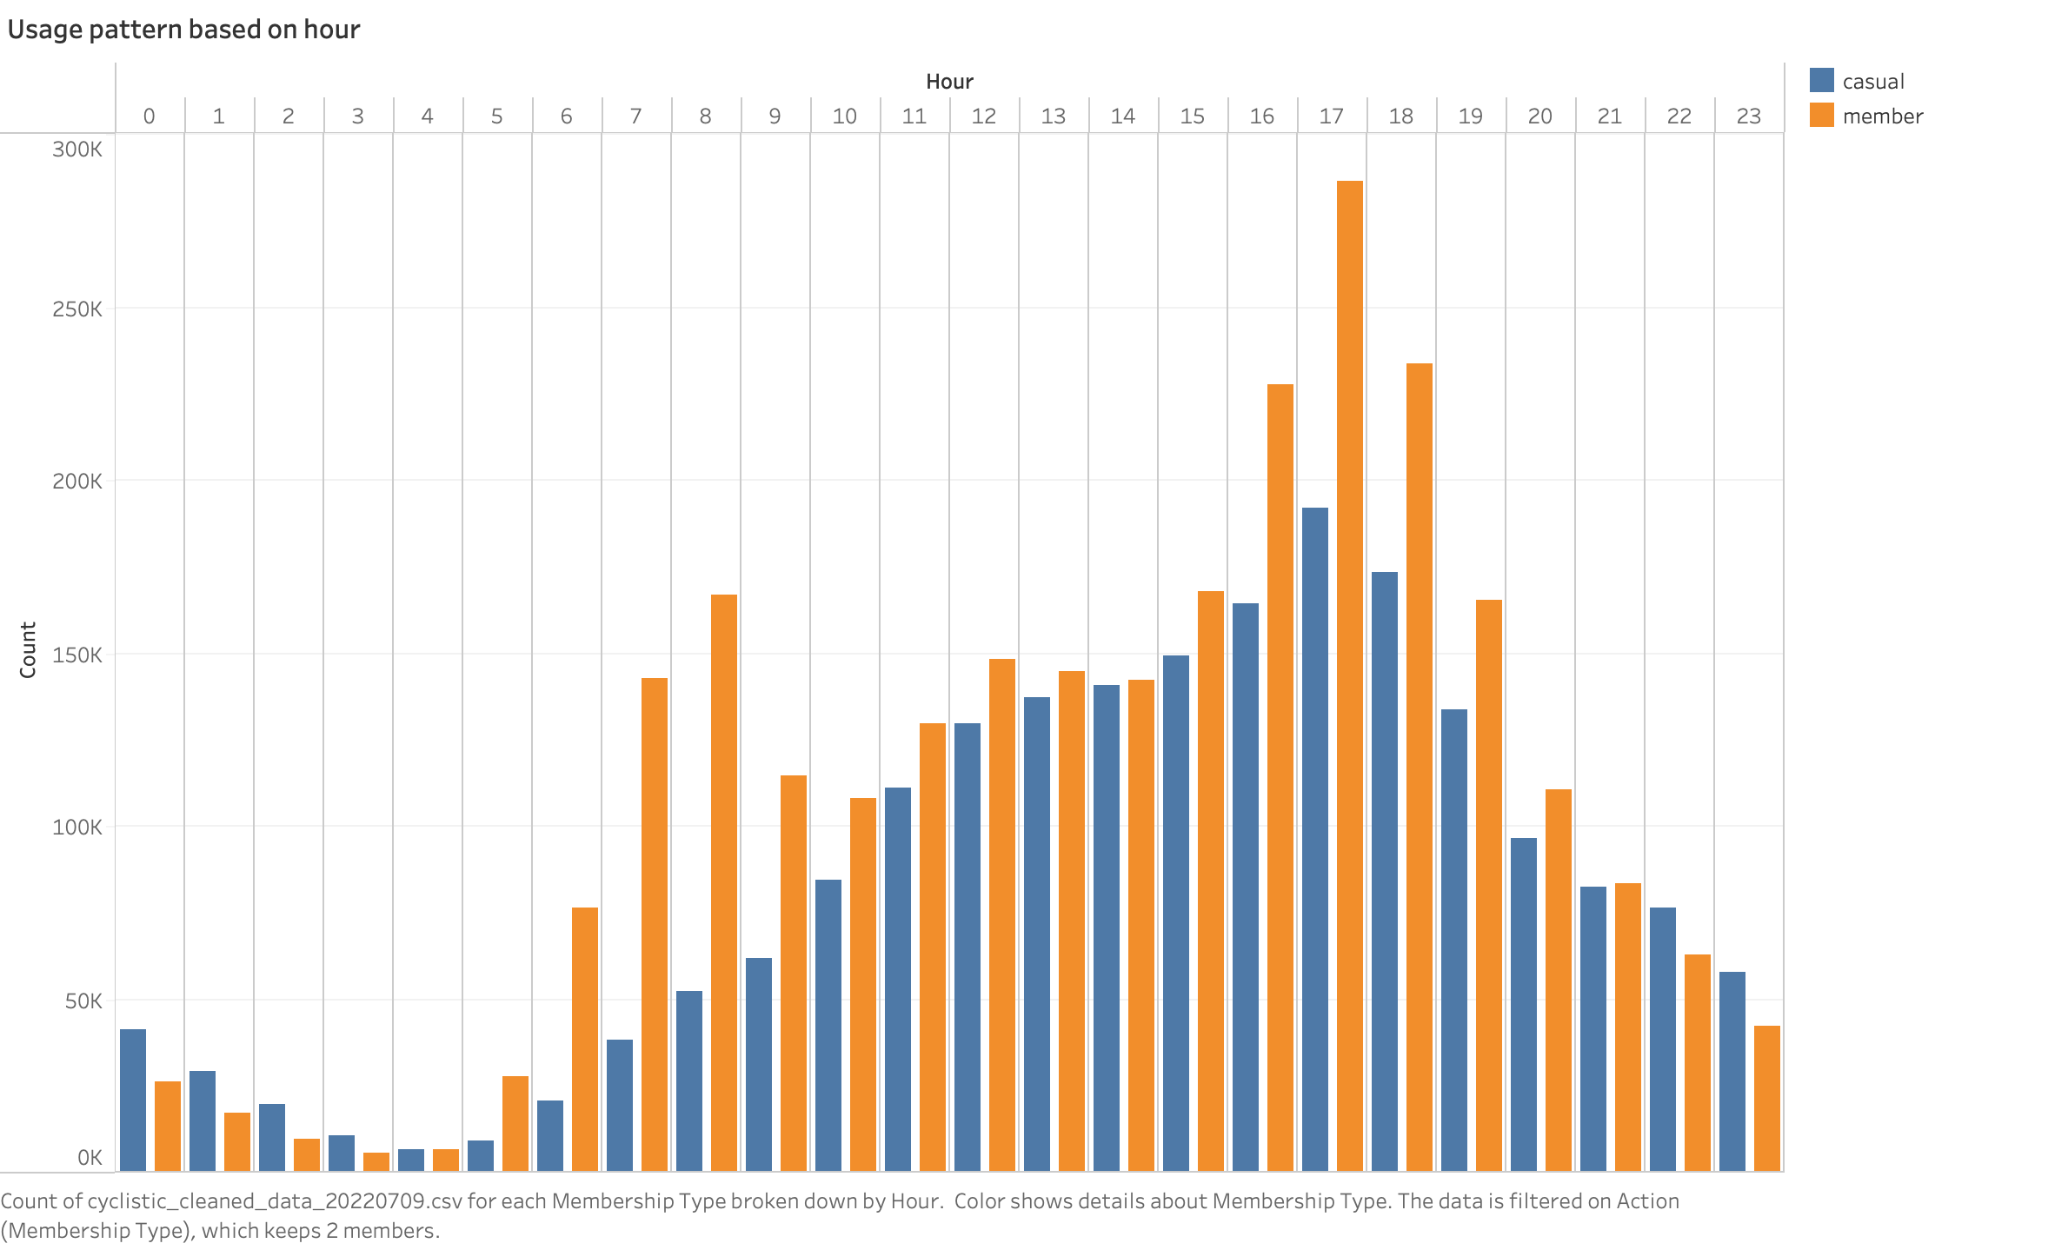 Usage pattern based on hour
Hour
casual
0 1 2 3 4 5 6 7 8 9 10 11 12 13 14 15 16 17 18 19 20 21 22 23
member
300K
250K
200K
150K
100K
50K
0K
Count
Count of cyclistic_cleaned_data_20220709.csv for each Membership Type broken down by Hour.  Color shows details about Membership Type. The data is filtered on Action
(Membership Type), which keeps 2 members.